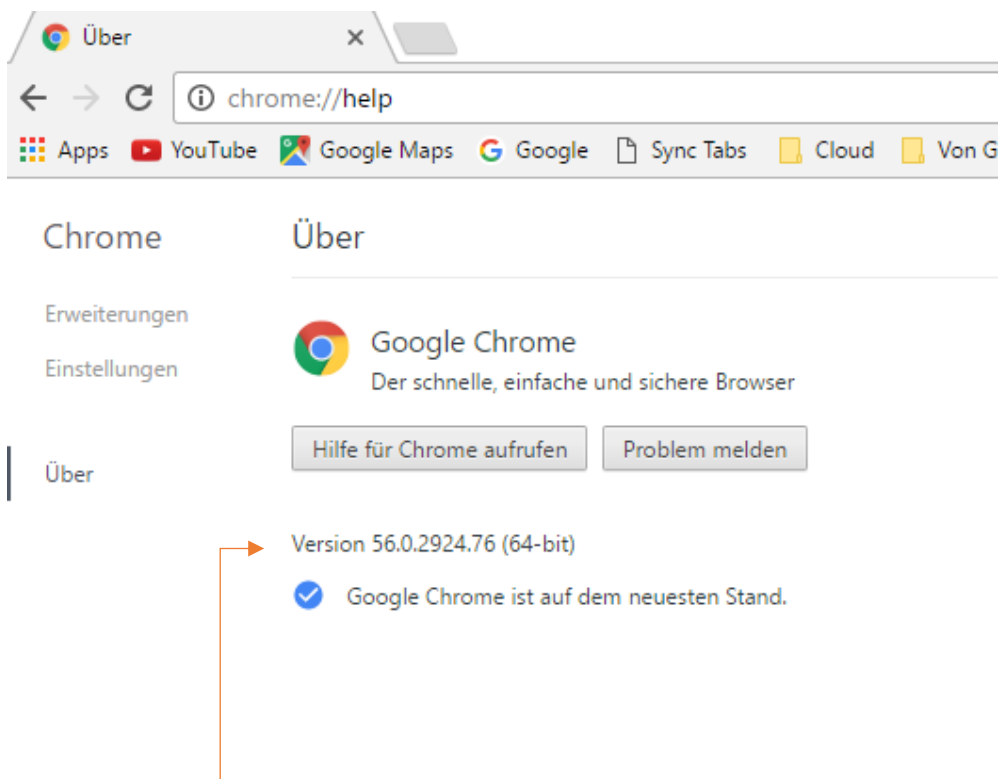 Über
chrome://help
Apps YouTube Google Maps Google Sync Tabs Cloud Von G
Chrome
Über
Erweiterungen
Einstellungen
Über
Google Chrome
Der schnelle, einfache und sichere Browser
Hilfe für Chrome aufrufen Problem melden
Version 56.0.2924.76 (64-bit)
Google Chrome ist auf dem neuesten Stand.